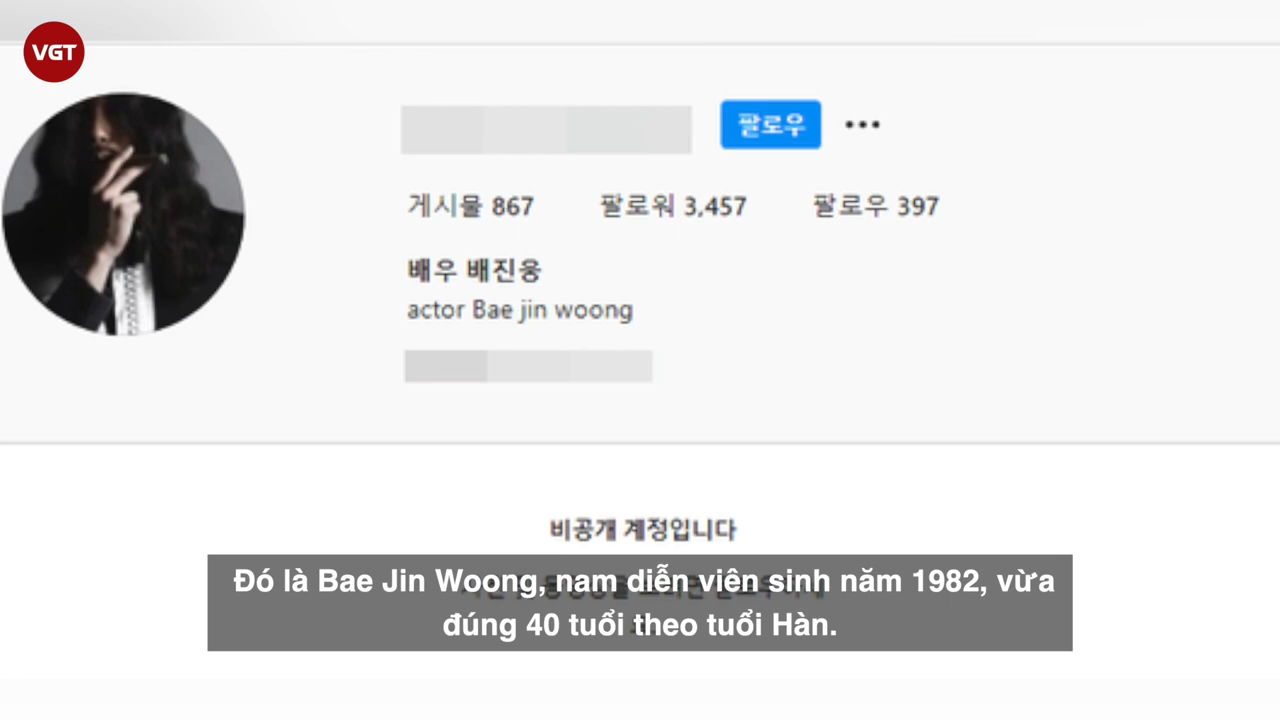 VGT
팔로우
게시물 867 팔로워 3,457 팔로우 397
배우 배진웅
actor Bae jin woong
비공개 계정입니다
Đó là Bae Jin Woong, nam diễn viên sinh năm 1982, vừa
đúng 40 tuổi theo tuổi Hàn.